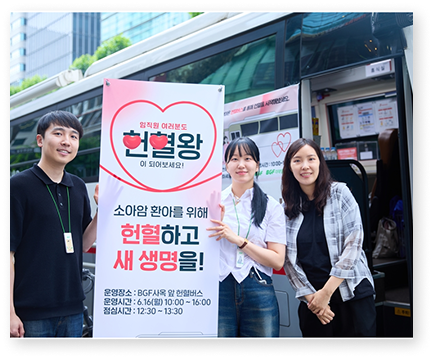 임직원 여러분도
헌혈왕
이 되어보세요!
소아암 환아를 위해
헌혈하고
새 생명을!
운영장소 : BGF사옥 앞 헌혈버스
운영시간 : 6.16(월) 10:00 ~ 16:00
점심시간 : 12:30 ~ 13:30